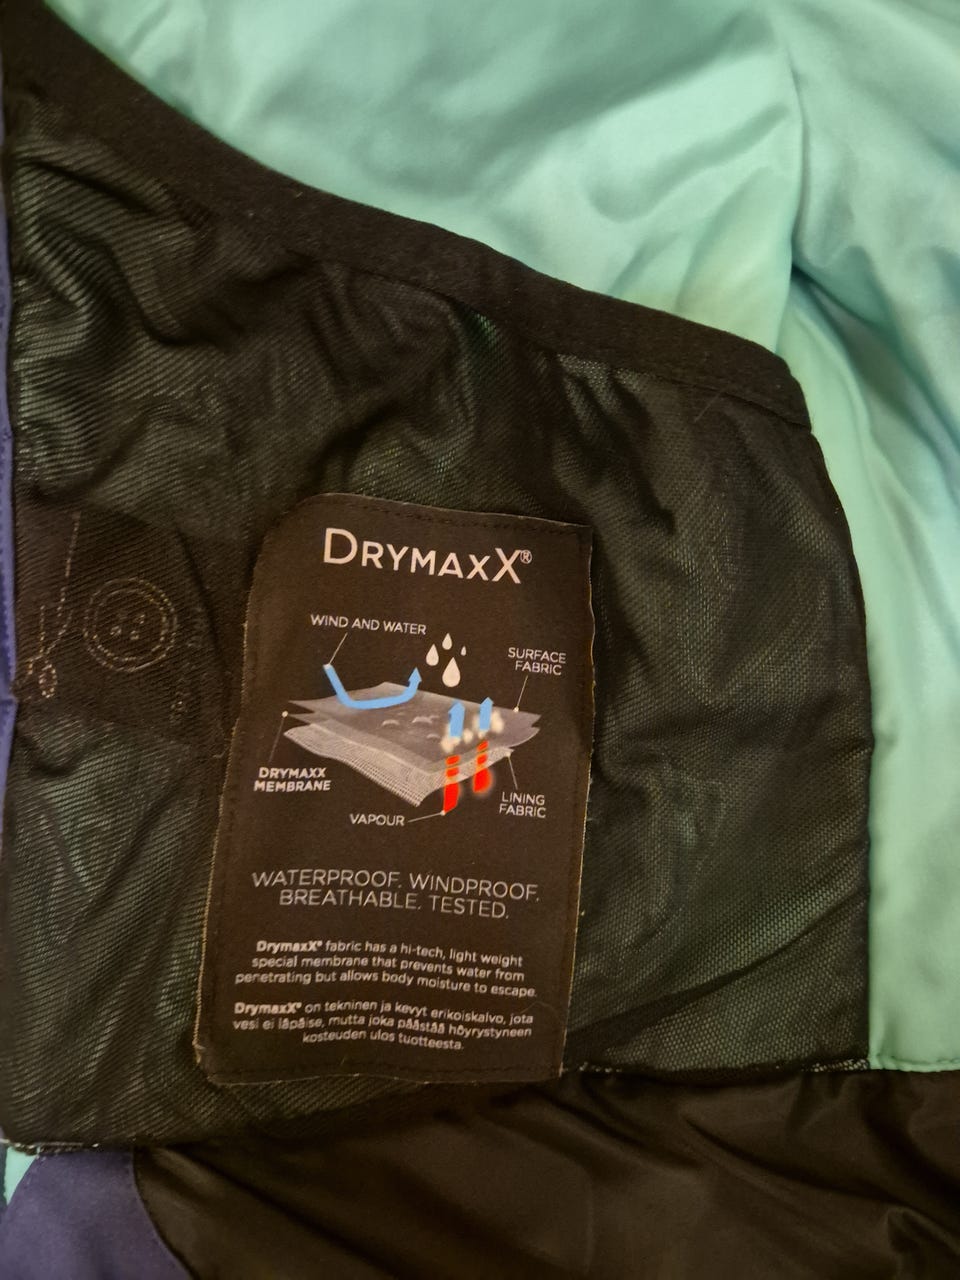 DRYMAXX®
WIND AND WATER
SURFACE
FABRIC
DRYMAXX
MEMBRANE
LINING
FABRIC
VAPOUR
WATERPROOF. WINDPROOF.
BREATHABLE. TESTED.
DrymaxX® fabric has a hi-tech, light weight
special membrane that prevents water from
penetrating but allows body moisture to escape.
DrymaxX® on tekninen ja kevyt erikoiskalvo, jota
vesi ei läpäise, mutta joka päästää höyrystyneen
kosteuden ulos tuotteesta.